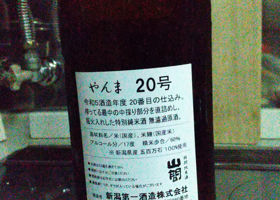 やんま 20号
令和5酒造年度 20番目の仕込み。
搾ってる最中の中採り部分を直詰めし、
瓶火入れした特別純米酒 無濾過原酒。
原材料名／米(国産)、米麹(国産米)
アルコール分／17度 精米歩合／60%
※新潟県産 五百万石 100%使用
山間
新潟第一酒造株式会社